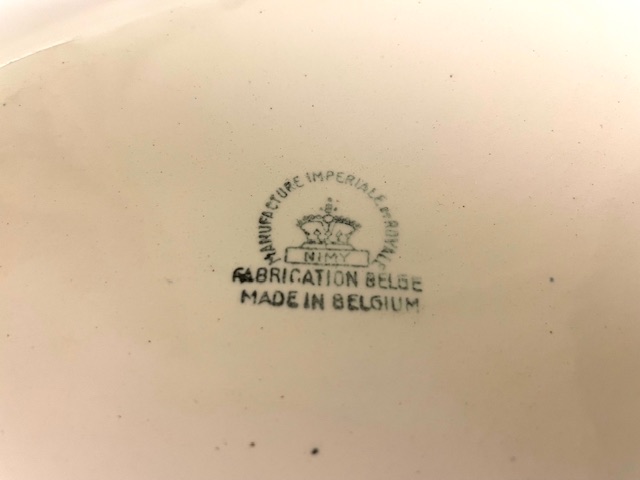 MANUFACTURE IMPERIALE & ROYALE
NIMY
FABRICATION BELGE
MADE IN BELGIUM